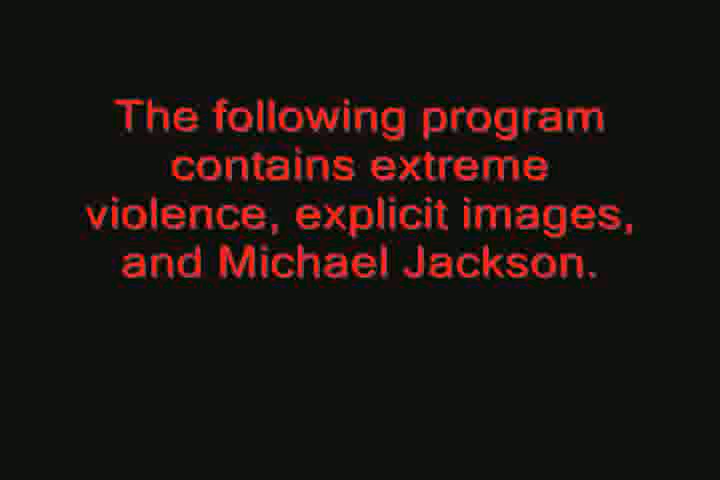 The following program
contains extreme
violence, explicit images,
and Michael Jackson.